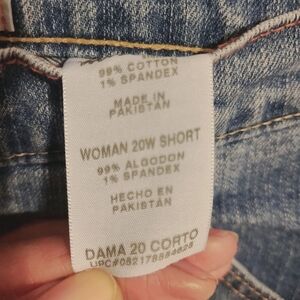 99% COTTON
1% SPANDEX
MADE IN
PAKISTAN
WOMAN 20W SHORT
99% ALGODON
1% SPANDEX
HECHO EN
PAKISTÁN
DAMA 20 CORTO